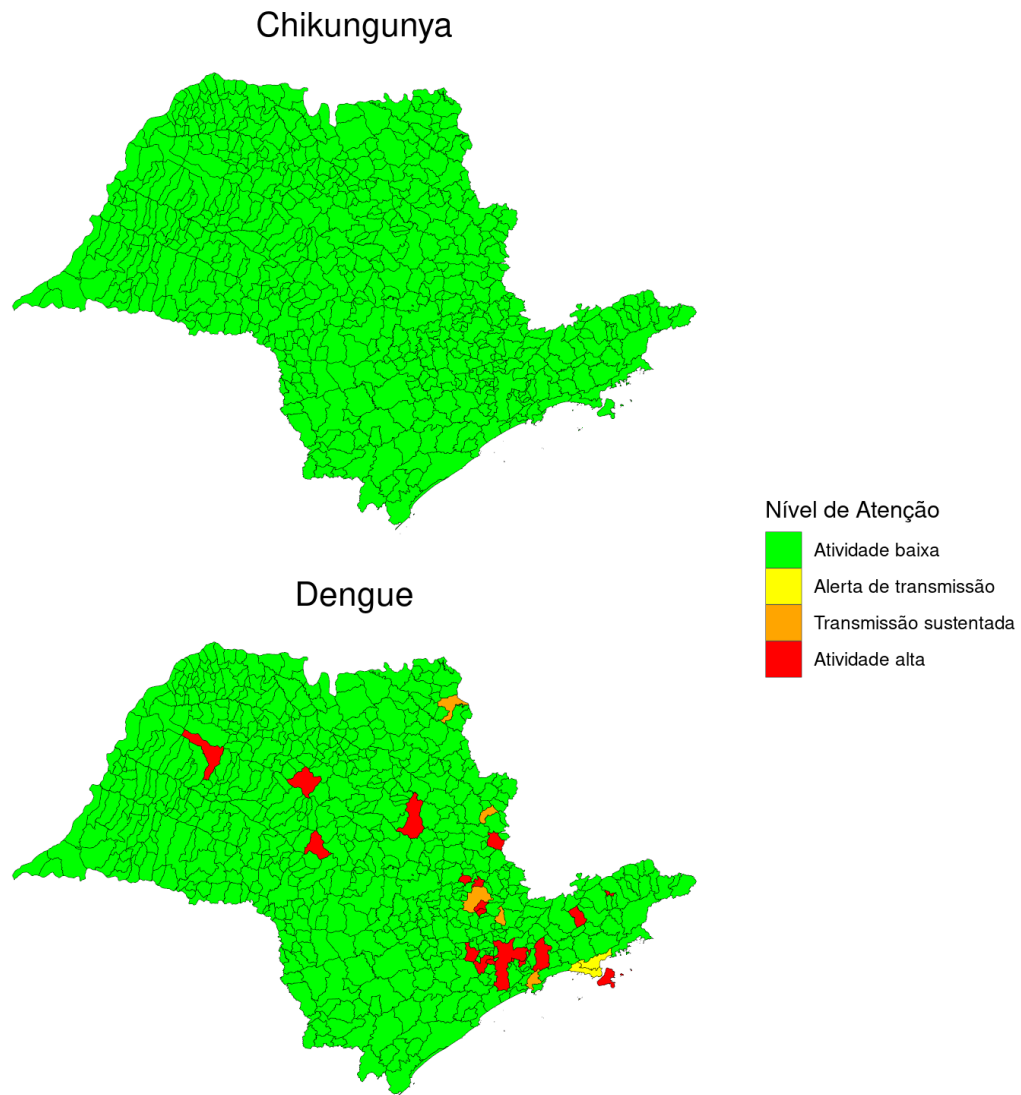 Chikungunya
Nível de Atenção
Atividade baixa
Alerta de transmissão
Transmissão sustentada
Atividade alta
Dengue